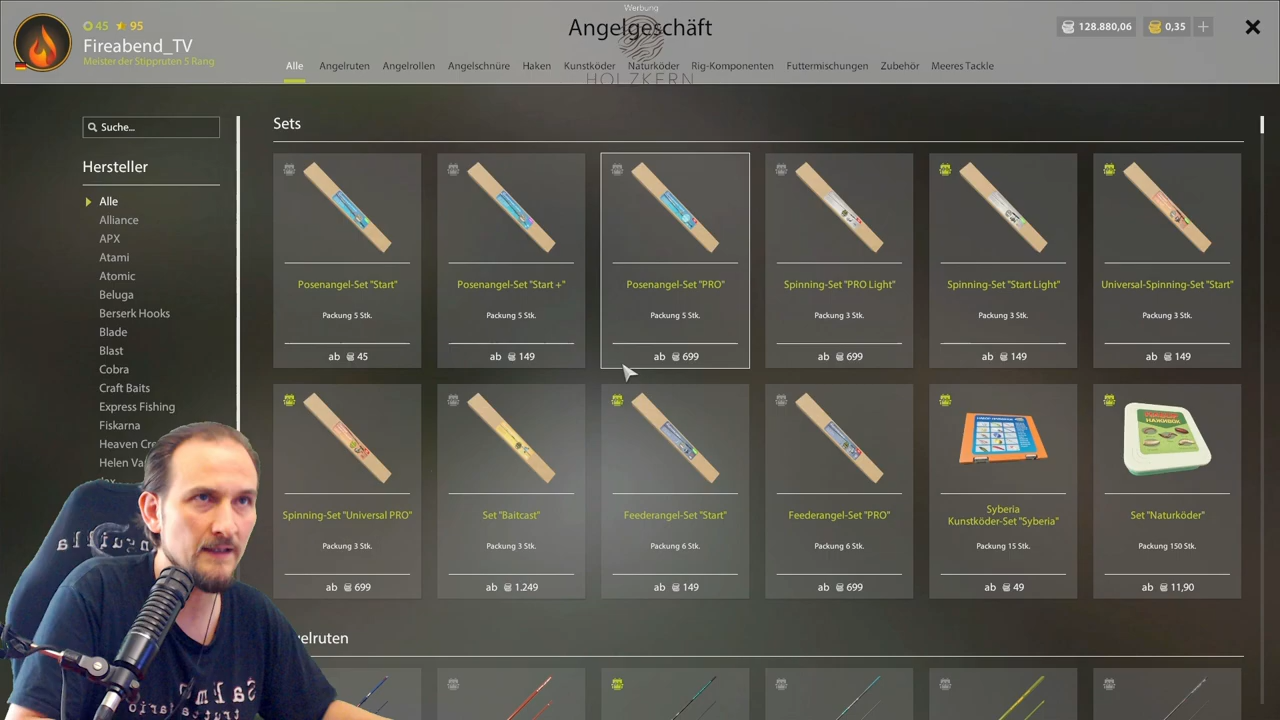 Werbung
45 95
Fireabend_TV
Meister der Stippruten 5 Rang
Angelgeschäft
HOLZKERN
128.880,06 0,35 +
Alle Angelruten Angelrollen Angelschnüre Haken Kunstköder Naturköder Rig-Komponenten Futtermischungen Zubehör Meeres Tackle
Suche...
Hersteller
Alle
Alliance
APX
Atami
Atomic
Beluga
Berserk Hooks
Blade
Blast
Cobra
Craft Baits
Express Fishing
Fiskarna
Heaven Cre
Helen Va
Sets
Posenangel-Set "Start"
Packung 5 Stk.
ab 45
Posenangel-Set "Start +"
Packung 5 Stk.
ab 149
Posenangel-Set "PRO"
Packung 5 Stk.
ab 699
Spinning-Set "PRO Light"
Packung 3 Stk.
ab 699
Spinning-Set "Start Light"
Packung 3 Stk.
ab 149
Universal-Spinning-Set "Start"
Packung 3 Stk.
ab 149
Spinning-Set "Universal PRO"
Packung 3 Stk.
ab 699
Set "Baitcast"
Packung 3 Stk.
ab 1.249
Feederangel-Set "Start"
Packung 6 Stk.
ab 149
Feederangel-Set "PRO"
Packung 6 Stk.
ab 699
Syberia
Kunstköder-Set "Syberia"
Packung 15 Stk.
ab 49
Set "Naturköder"
Packung 150 Stk.
ab 11,90
elruten